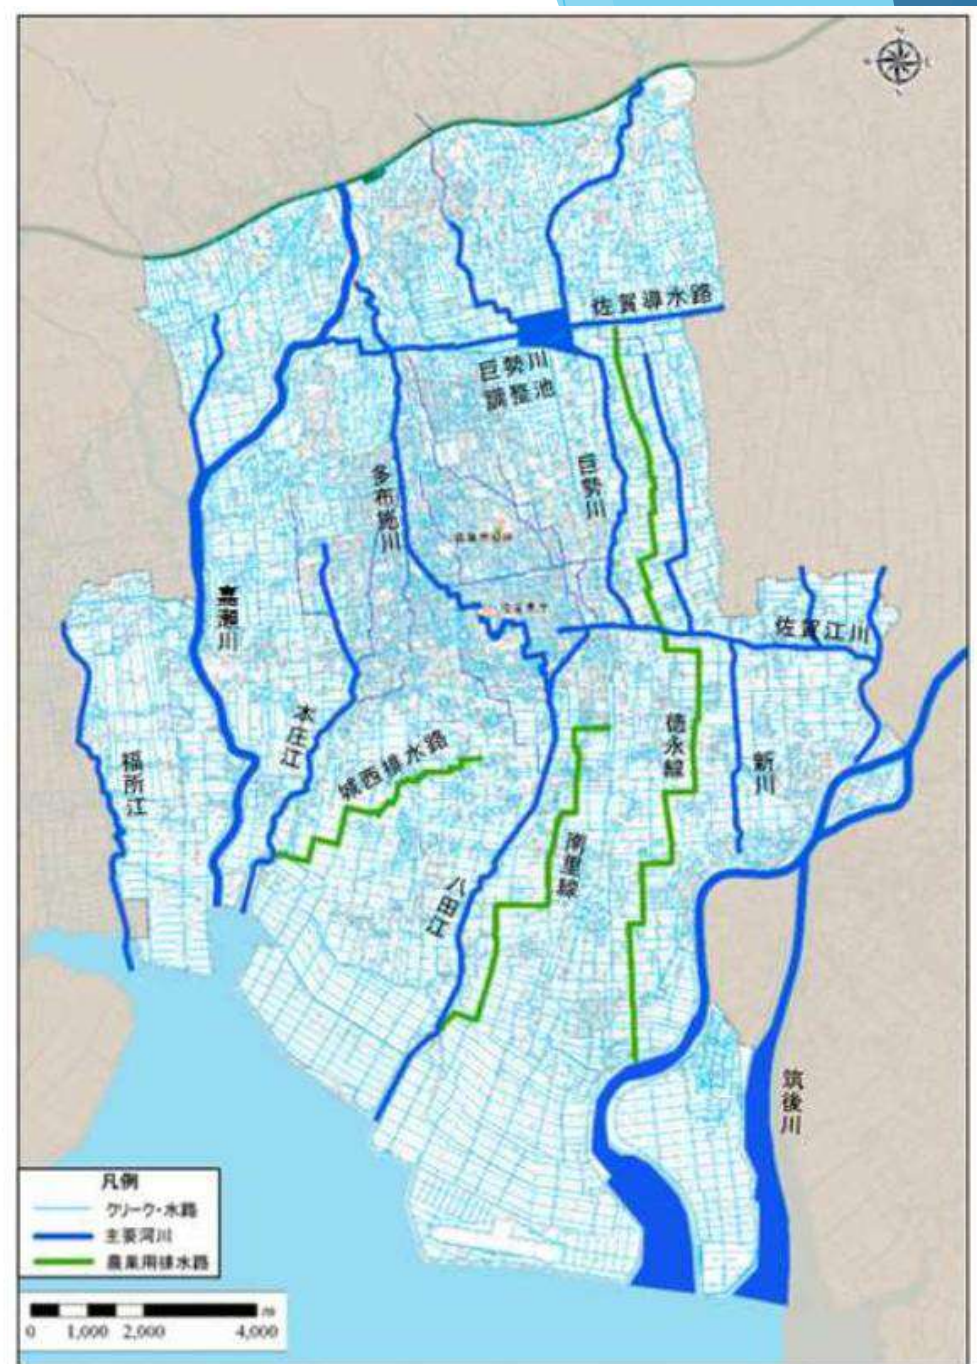 佐賀導水路
巨勢川
調整池
多布施川
巨勢川
嘉瀬川
佐賀江川
本庄江
城西排水路
徳永線
新川
福所江
南里線
八田江
筑後川
凡例
クリーク・水路
主要河川
農業用排水路
m
0 1,000 2,000 4,000